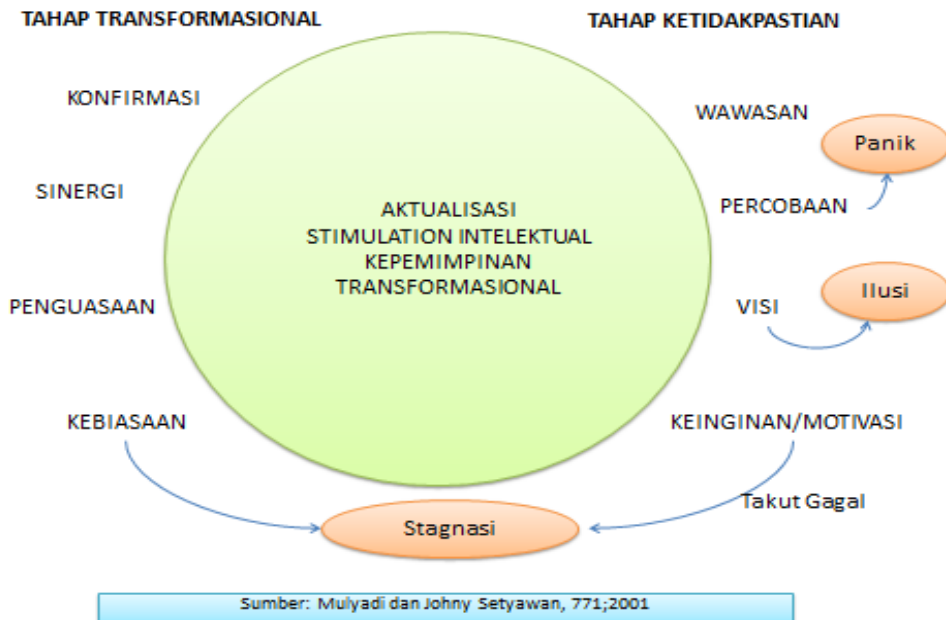 TAHAP TRANSFORMASIONAL
TAHAP KETIDAKPASTIAN
KONFIRMASI
WAWASAN
Panik
SINERGI
PERCOBAAN
AKTUALISASI
STIMULATION INTELEKTUAL
KEPEMIMPINAN
TRANSFORMASIONAL
PENGUASAAN
VISI
Ilusi
KEBIASAAN
KEINGINAN/MOTIVASI
Takut Gagal
Stagnasi
Sumber: Mulyadi dan Johny Setyawan, 771;2001